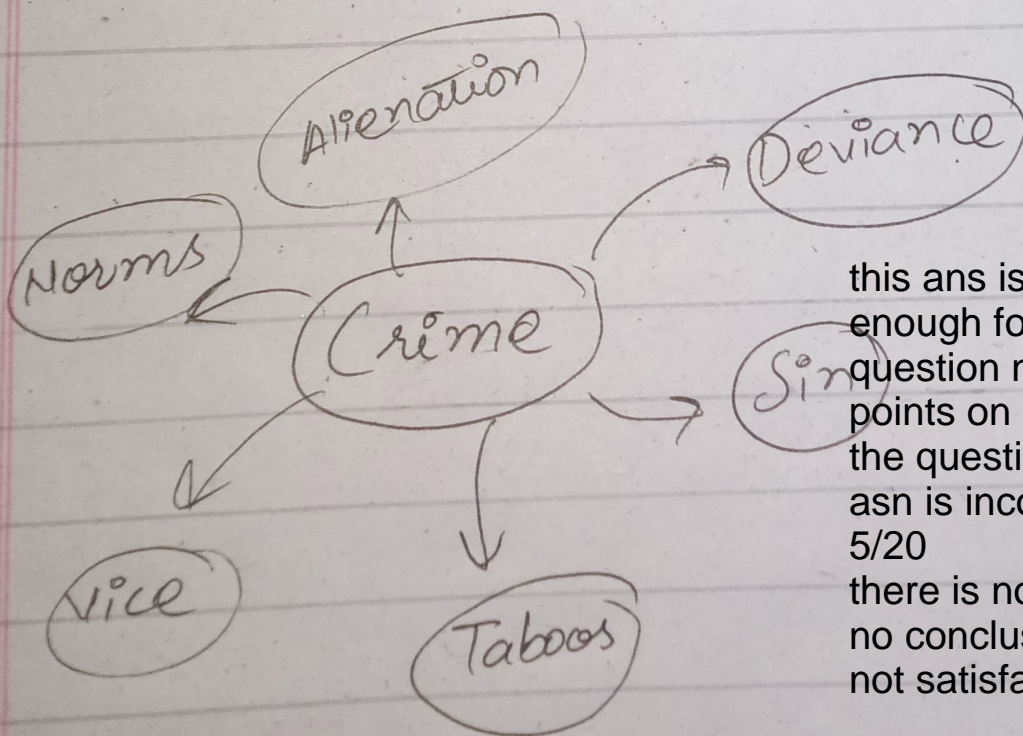 Alienation
Deviance
Norms
Crime
Sin
Vice
Taboos
this ans is
enough fo
question n
points on
the questi
asn is inco
5/20
there is no
no conclus
not satisfa